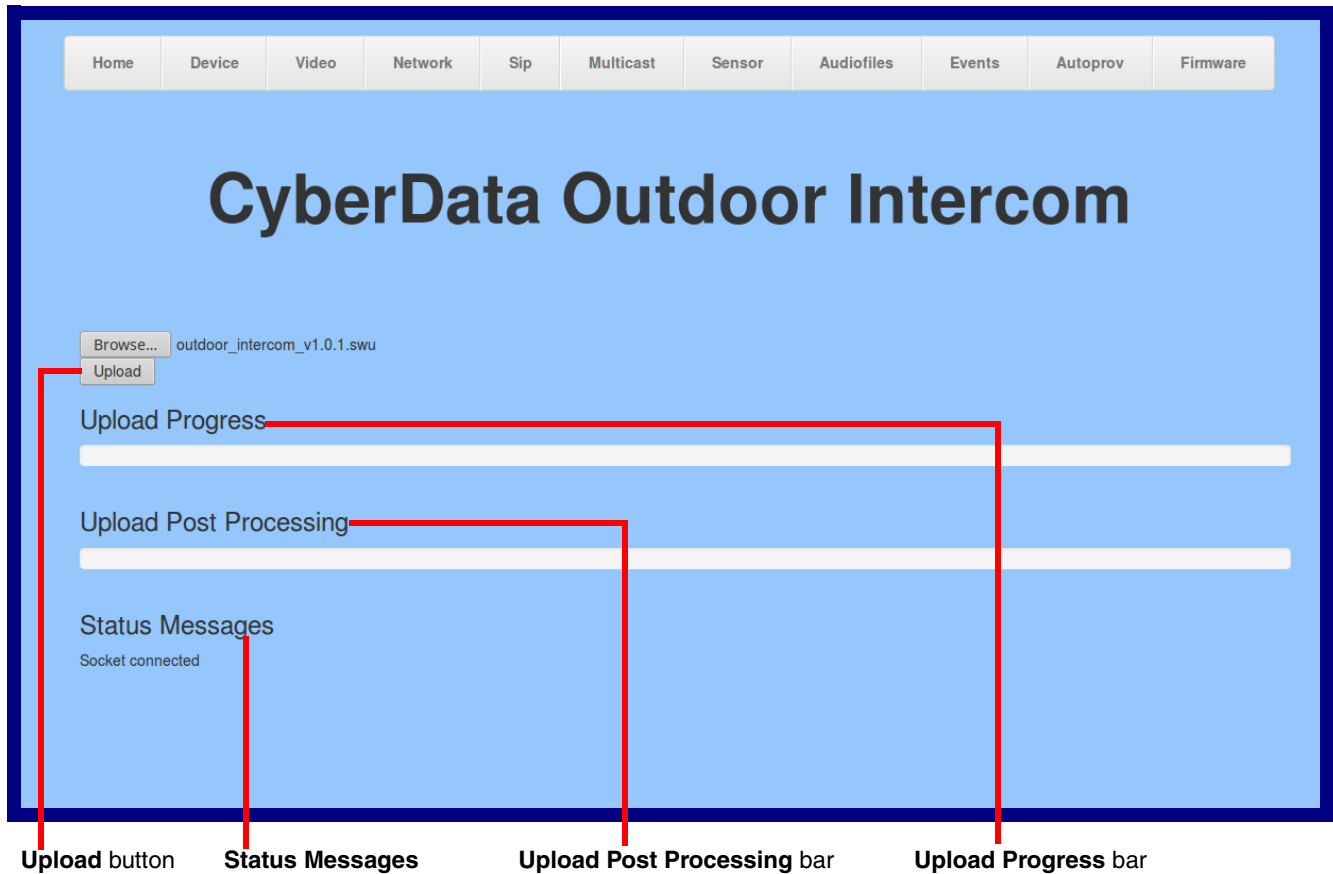 Home Device Video Network Sip Multicast Sensor Audiofiles Events Autoprov Firmware
CyberData Outdoor Intercom
Browse... outdoor_intercom_v1.0.1.swu
Upload
Upload Progress
Upload Post Processing
Status Messages
Socket connected
Upload button Status Messages Upload Post Processing bar Upload Progress bar